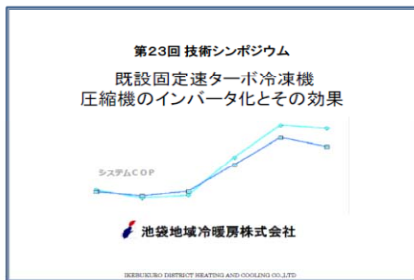 第23回 技術シンポジウム
既設固定速ターボ冷凍機
圧縮機のインバータ化とその効果
システムCOP
池袋地域冷暖房株式会社
IKEBUKURO DISTRICT HEATING AND COOLING CO.,LTD